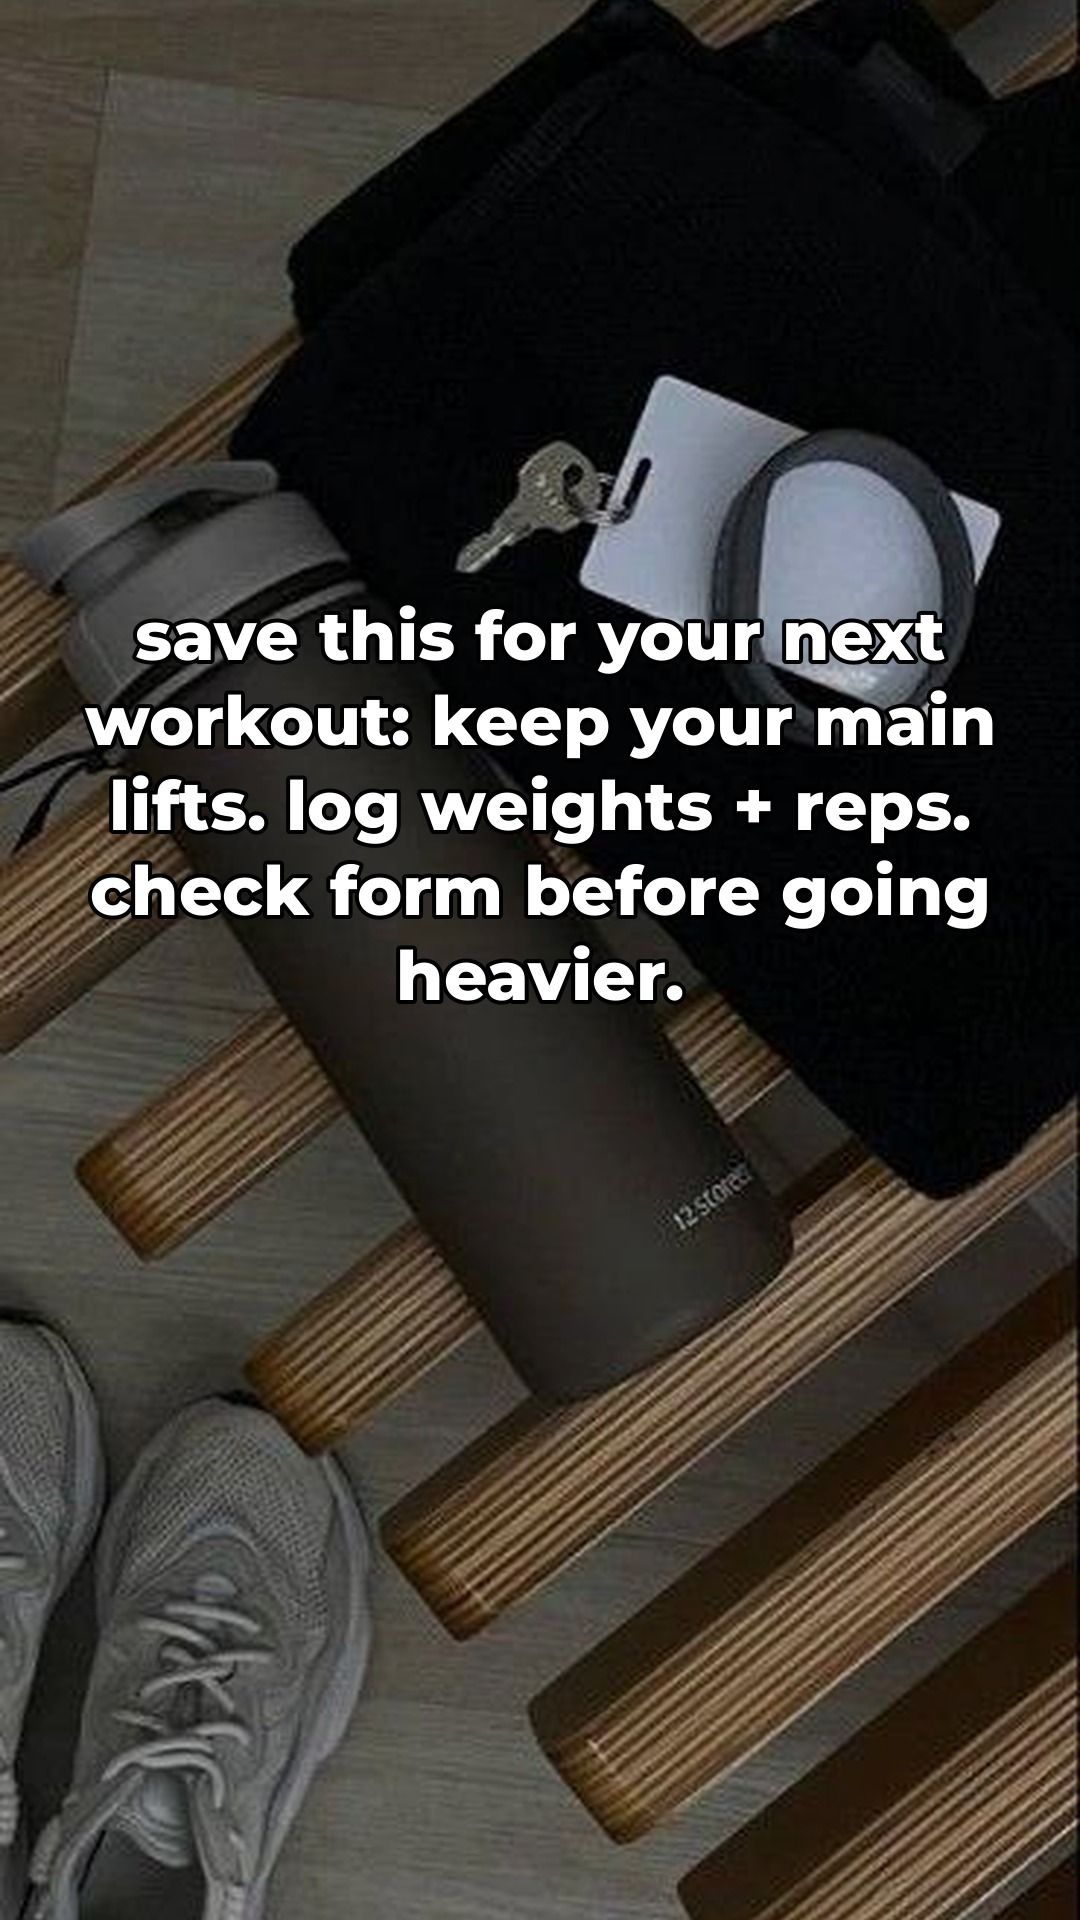 save this for your next
workout: keep your main
lifts. log weights + reps.
check form before going
heavier.